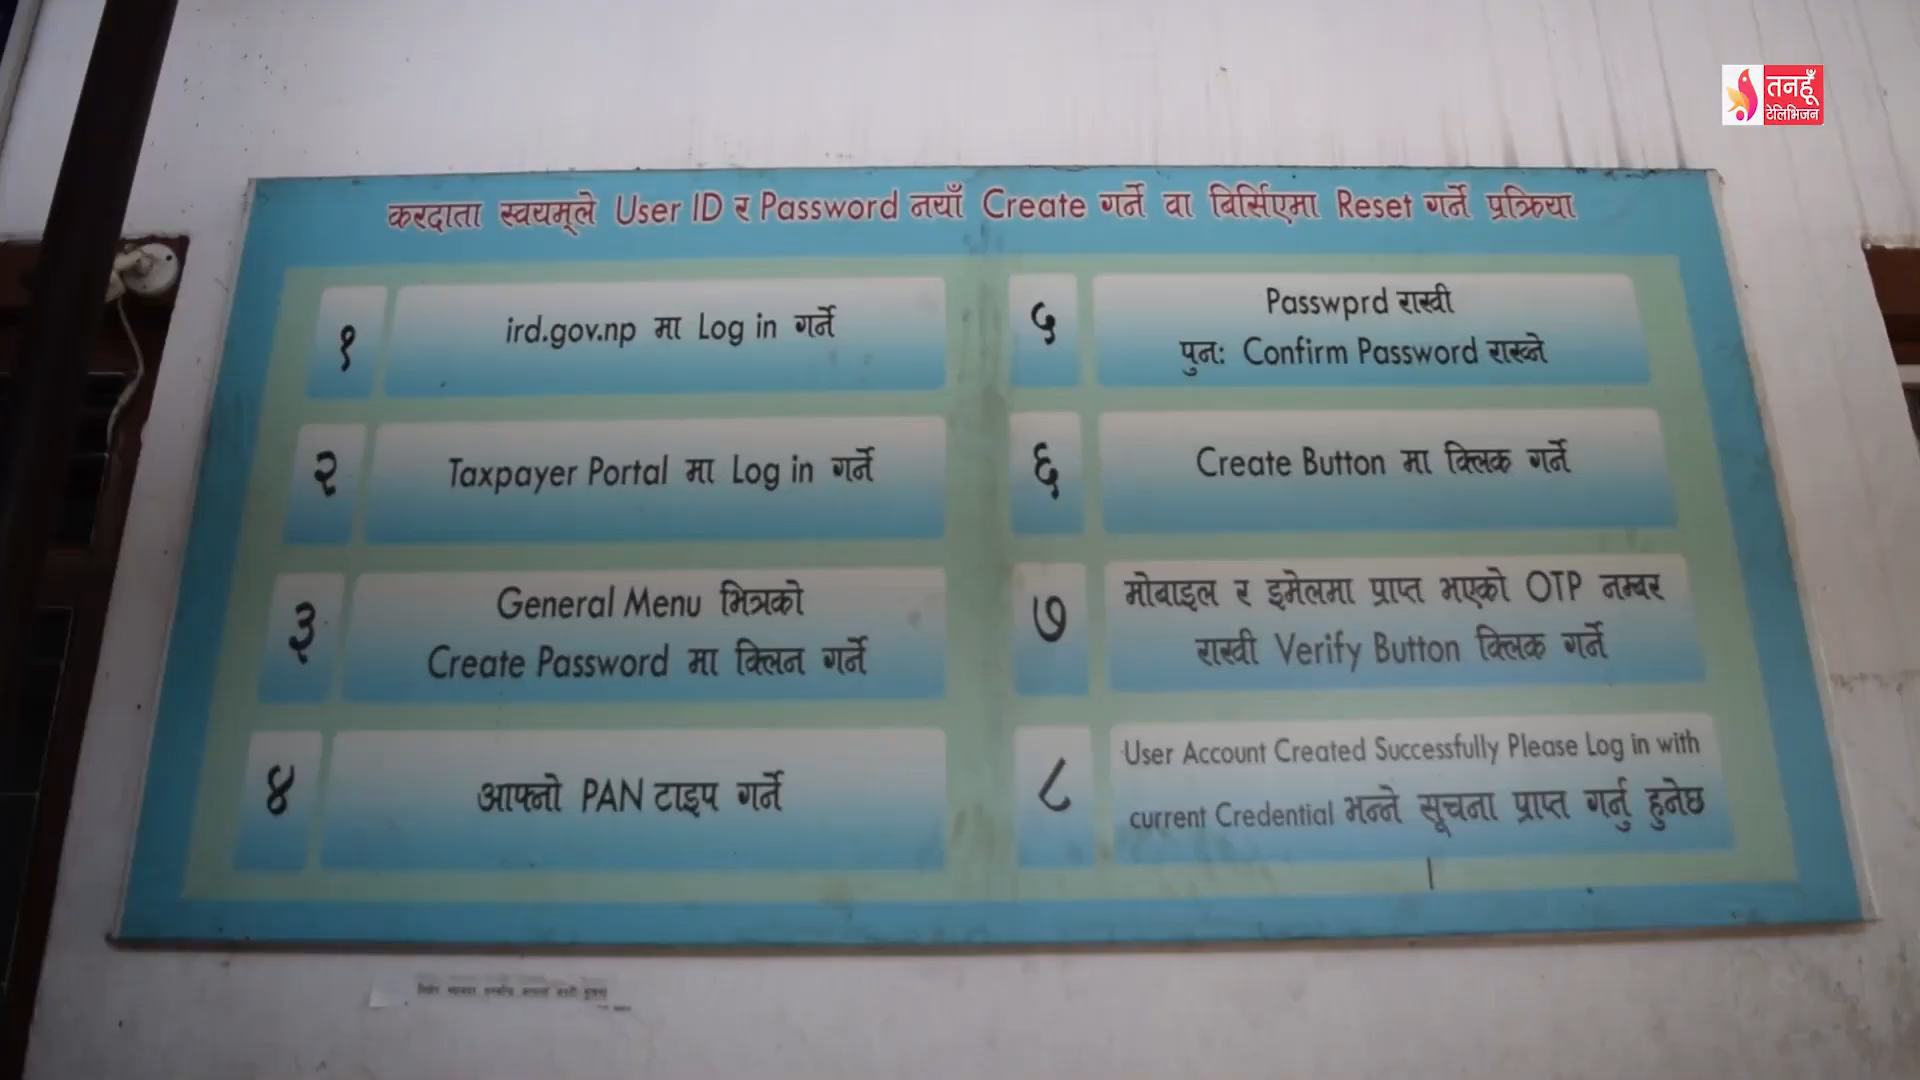 तनहूँ
टेलिभिजन
करदाता स्वयम्ले User ID र Password नयाँ Create गर्ने वा बिर्सिएमा Reset गर्ने प्रक्रिया
१
ird.gov.np मा Log in गर्ने
२
Taxpayer Portal मा Log in गर्ने
३
General Menu भित्रको
Create Password मा क्लिन गर्ने
४
आफ्नो PAN टाइप गर्ने
५
Passwprd राखी
पुनः Confirm Password राख्ने
६
Create Button मा क्लिक गर्ने
७
मोबाइल र इमेलमा प्राप्त भएको OTP नम्बर
राखी Verify Button क्लिक गर्ने
८
User Account Created Successfully Please Log in with
current Credential भन्ने सूचना प्राप्त गर्नु हुनेछ
।